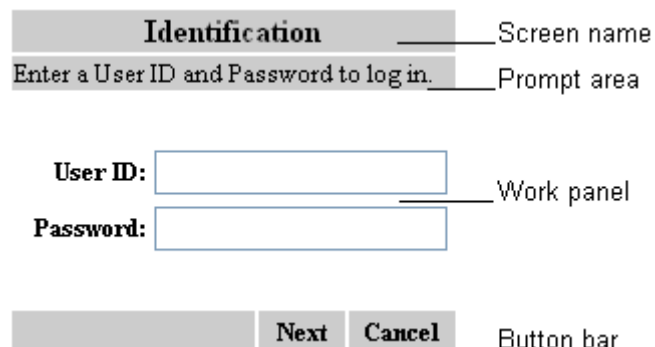 Identification
Screen name
Enter a User ID and Password to log in.
Prompt area
User ID:
Work panel
Password:
Next Cancel
Button bar